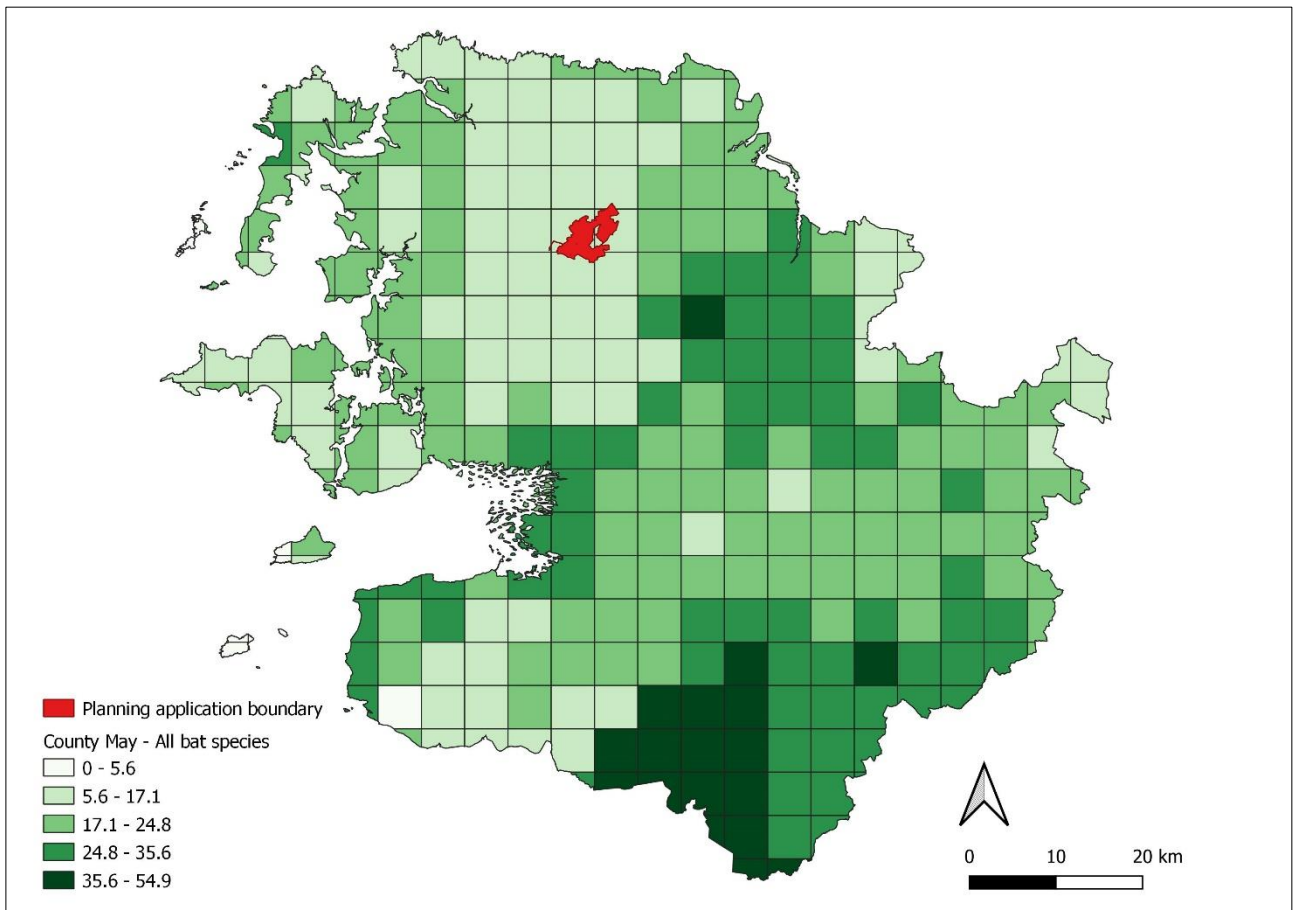 Planning application boundary
County May - All bat species
0 - 5.6
5.6 - 17.1
17.1 - 24.8
24.8 - 35.6
35.6 - 54.9
0 10 20 km